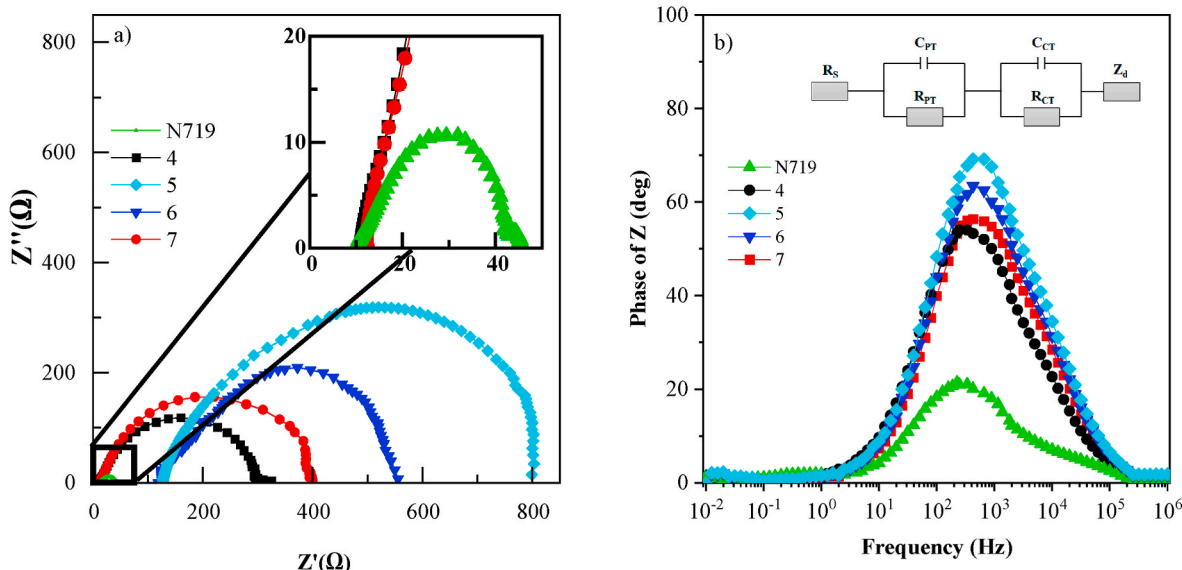 a)
Z''(Ω)
800
600
400
200
0
0 200 400 600 800
Z'(Ω)
N719
4
5
6
7
20
10
0
0 20 40
b)
Phase of Z (deg)
100
80
60
40
20
0
10-2 100 101 102 103 104 105 106
Frequency (Hz)
N719
4
5
6
7
CPT CCT
RS Zd
RPT RCT